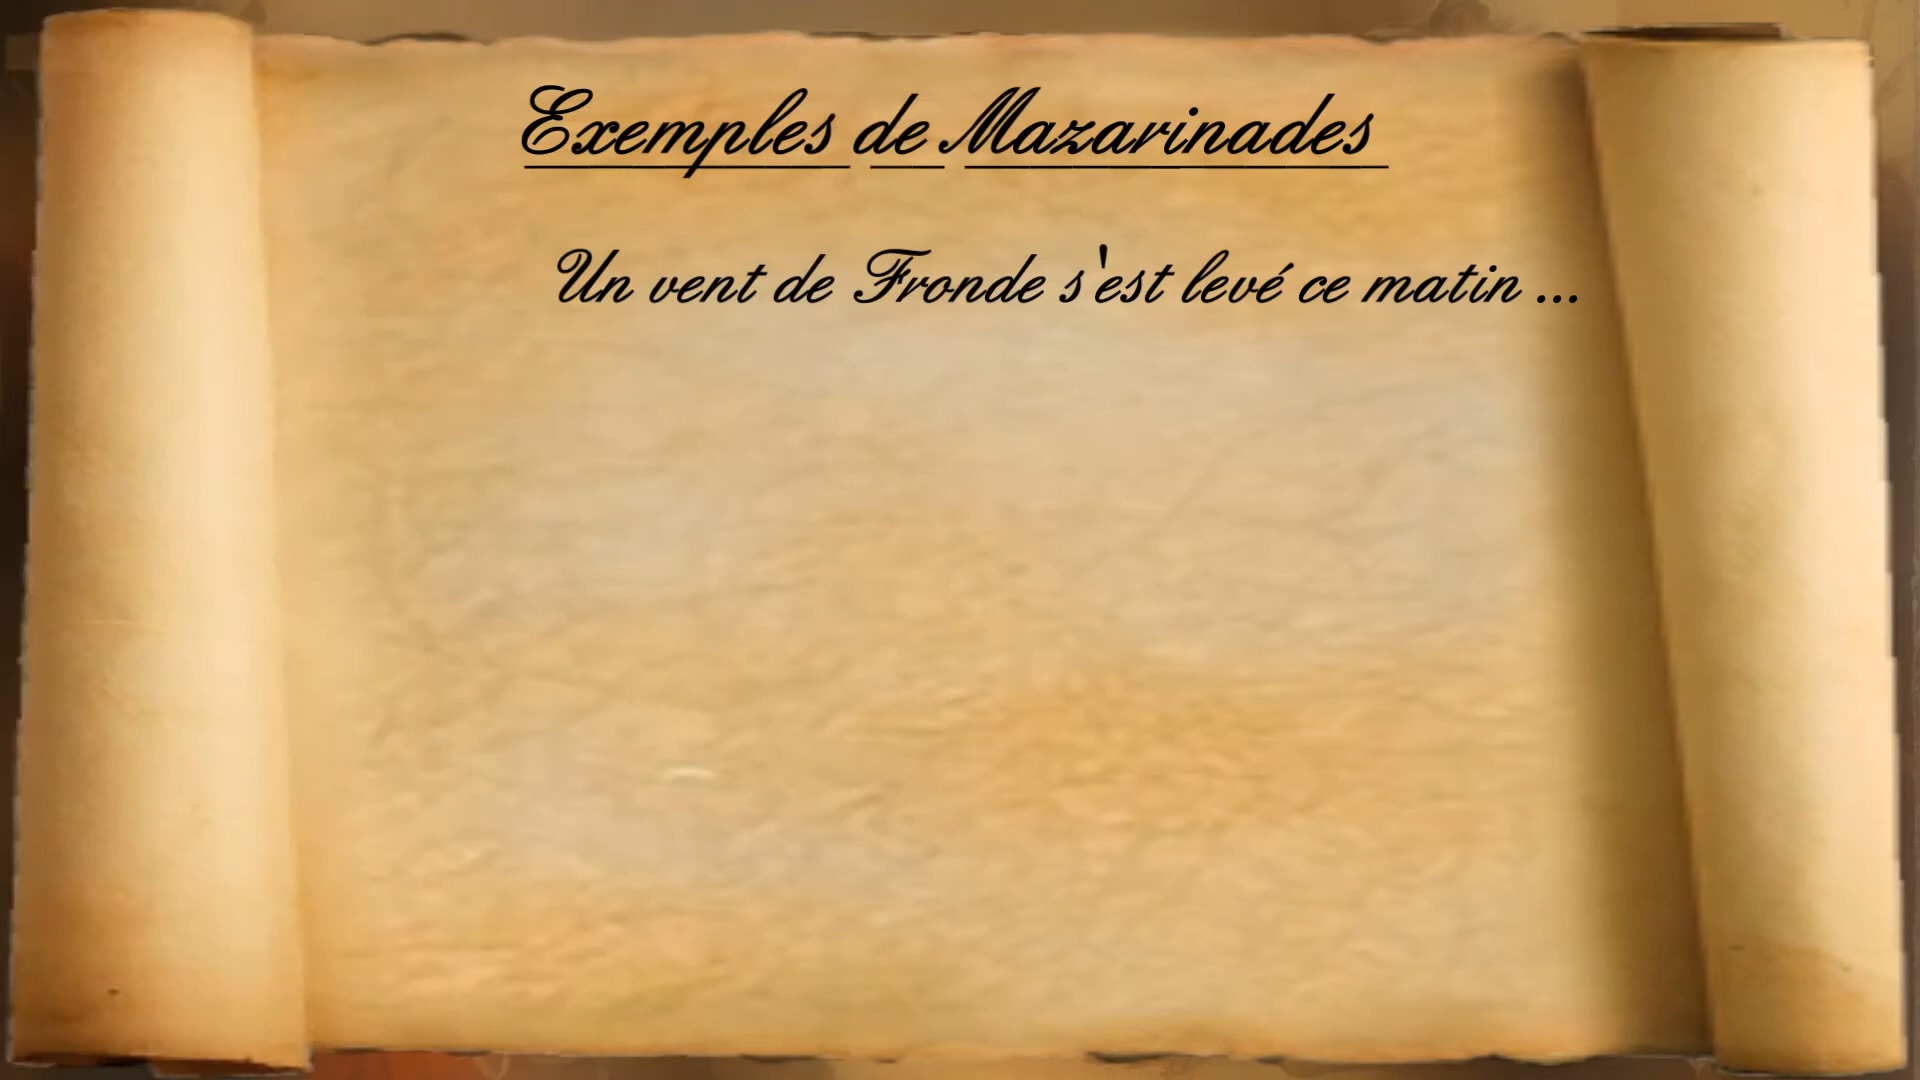 Exemples de Mazarinades
Un vent de Fronde s'est levé ce matin ...